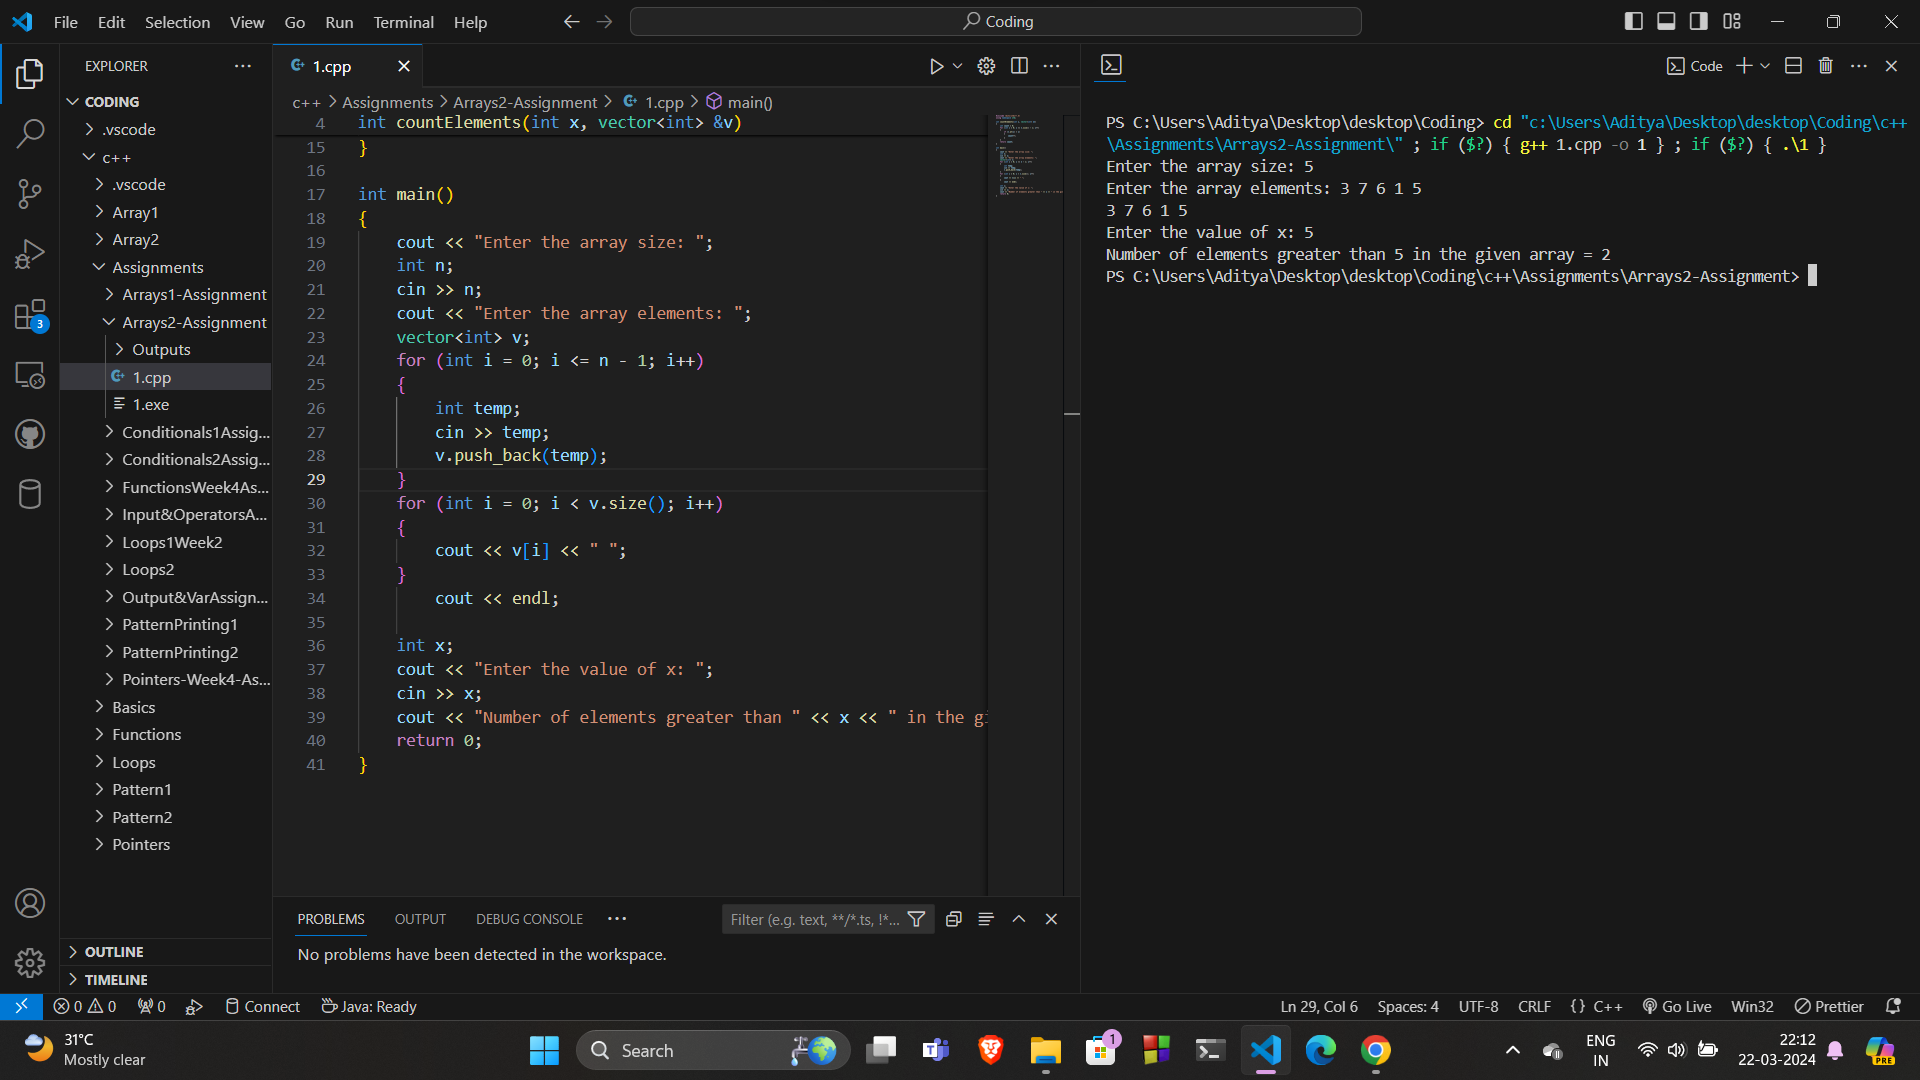 File Edit Selection View Go Run Terminal Help
Coding
EXPLORER
CODING
.vscode
c++
.vscode
Array1
Array2
Assignments
Arrays1-Assignment
Arrays2-Assignment
Outputs
1.cpp
1.exe
Conditionals1Assig...
Conditionals2Assig...
FunctionsWeek4As...
Input&OperatorsA...
Loops1Week2
Loops2
Output&VarAssign...
PatternPrinting1
PatternPrinting2
Pointers-Week4-As...
Basics
Functions
Loops
Pattern1
Pattern2
Pointers
OUTLINE
TIMELINE
3
1.cpp
c++ > Assignments > Arrays2-Assignment > 1.cpp > main()
4 int countElements(int x, vector<int> &v)
15 }
16
17 int main()
18 {
19 cout << "Enter the array size: ";
20 int n;
21 cin >> n;
22 cout << "Enter the array elements: ";
23 vector<int> v;
24 for (int i = 0; i <= n - 1; i++)
25 {
26 int temp;
27 cin >> temp;
28 v.push_back(temp);
29 }
30 for (int i = 0; i < v.size(); i++)
31 {
32 cout << v[i] << " ";
33 }
34 cout << endl;
35
36 int x;
37 cout << "Enter the value of x: ";
38 cin >> x;
39 cout << "Number of elements greater than " << x << " in the gi
40 return 0;
41 }
PROBLEMS OUTPUT DEBUG CONSOLE
Filter (e.g. text, **/*.ts, !*...
No problems have been detected in the workspace.
Code
PS C:\Users\Aditya\Desktop\desktop\Coding> cd "c:\Users\Aditya\Desktop\desktop\Coding\c++
\Assignments\Arrays2-Assignment\" ; if ($?) { g++ 1.cpp -o 1 } ; if ($?) { .\1 }
Enter the array size: 5
Enter the array elements: 3 7 6 1 5
3 7 6 1 5
Enter the value of x: 5
Number of elements greater than 5 in the given array = 2
PS C:\Users\Aditya\Desktop\desktop\Coding\c++\Assignments\Arrays2-Assignment>
0 0 0 Connect Java: Ready
Ln 29, Col 6 Spaces: 4 UTF-8 CRLF {} C++ Go Live Win32 Prettier
31°C
Mostly clear
Search
1
ENG
IN
22:12
22-03-2024
PRE